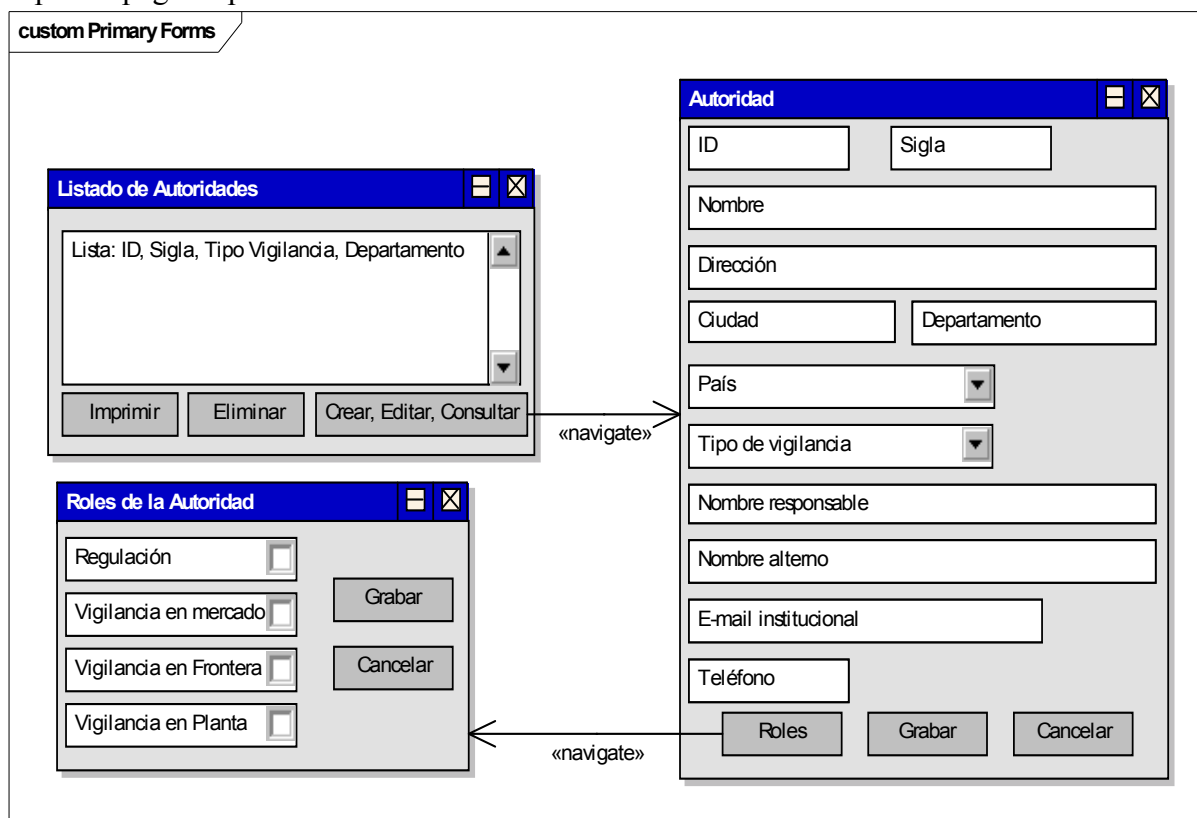 custom Primary Forms
Autoridad
ID
Sigla
Nombre
Dirección
Ciudad
Departamento
País
Tipo de vigilancia
Nombre responsable
Nombre alterno
E-mail institucional
Teléfono
Roles
Grabar
Cancelar
Listado de Autoridades
Lista: ID, Sigla, Tipo Vigilancia, Departamento
Imprimir
Eliminar
Crear, Editar, Consultar
«navigate»
Roles de la Autoridad
Regulación
Vigilancia en mercado
Vigilancia en Frontera
Vigilancia en Planta
Grabar
Cancelar
«navigate»